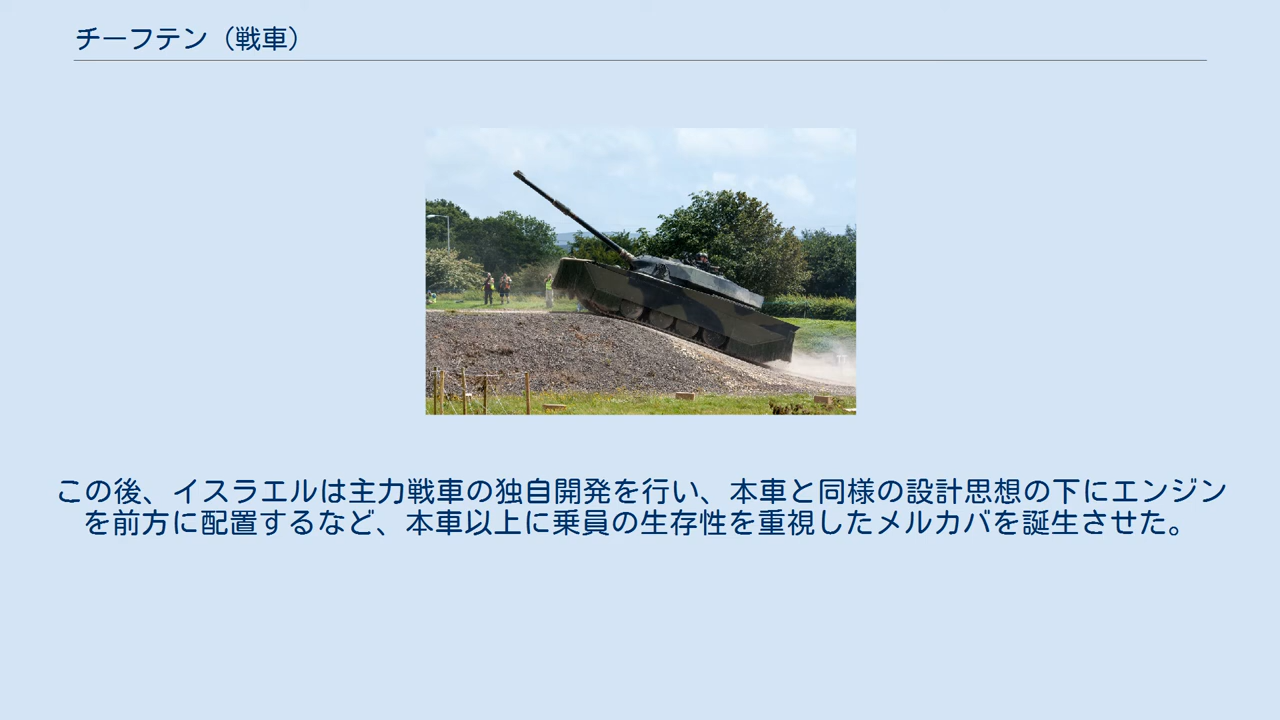 チーフテン（戦車）
この後、イスラエルは主力戦車の独自開発を行い、本車と同様の設計思想の下にエンジン
を前方に配置するなど、本車以上に乗員の生存性を重視したメルカバを誕生させた。